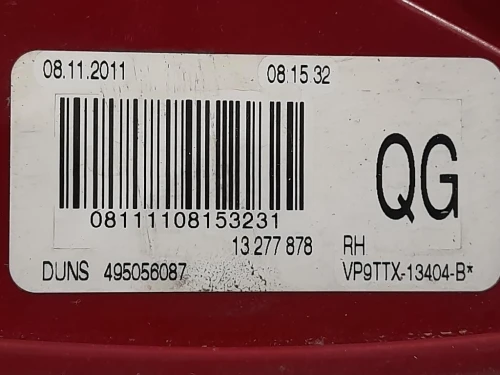 08.11.2011 08:15:32
QG
08111108153231
13 277 878 RH
DUNS 495056087 VP9TTX-13404-B*